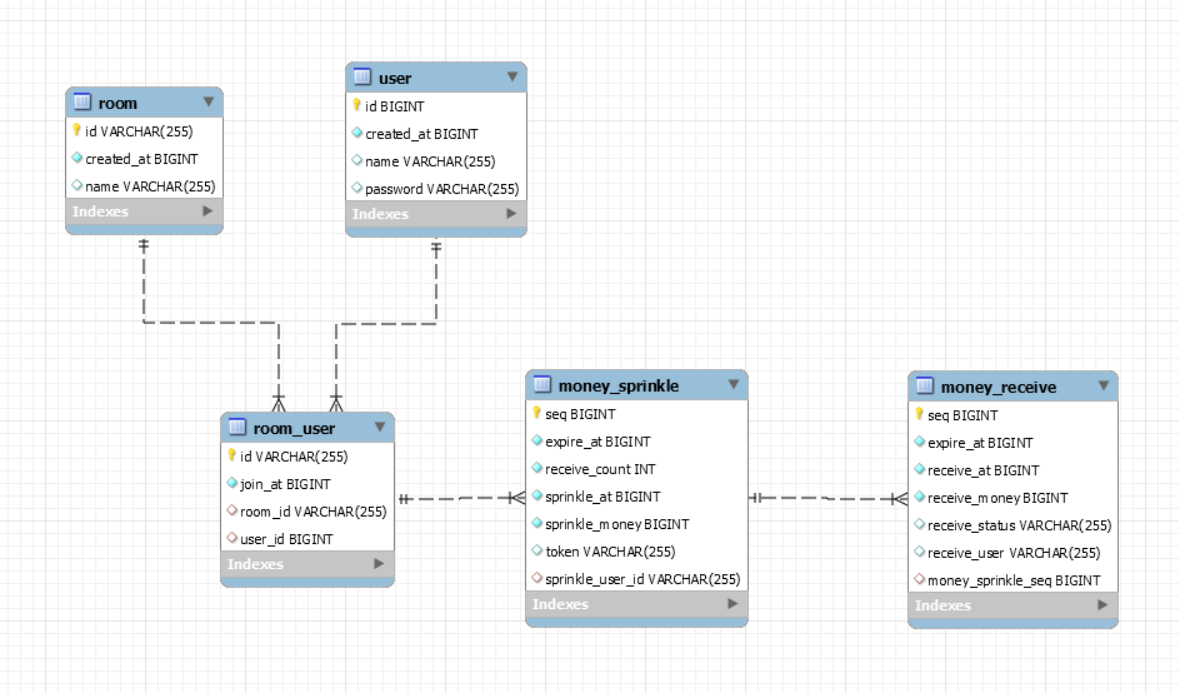 room
id VARCHAR(255)
created_at BIGINT
name VARCHAR(255)
Indexes
user
id BIGINT
created_at BIGINT
name VARCHAR(255)
password VARCHAR(255)
Indexes
room_user
id VARCHAR(255)
join_at BIGINT
room_id VARCHAR(255)
user_id BIGINT
Indexes
money_sprinkle
seq BIGINT
expire_at BIGINT
receive_count INT
sprinkle_at BIGINT
sprinkle_money BIGINT
token VARCHAR(255)
sprinkle_user_id VARCHAR(255)
Indexes
money_receive
seq BIGINT
expire_at BIGINT
receive_at BIGINT
receive_money BIGINT
receive_status VARCHAR(255)
receive_user VARCHAR(255)
money_sprinkle_seq BIGINT
Indexes